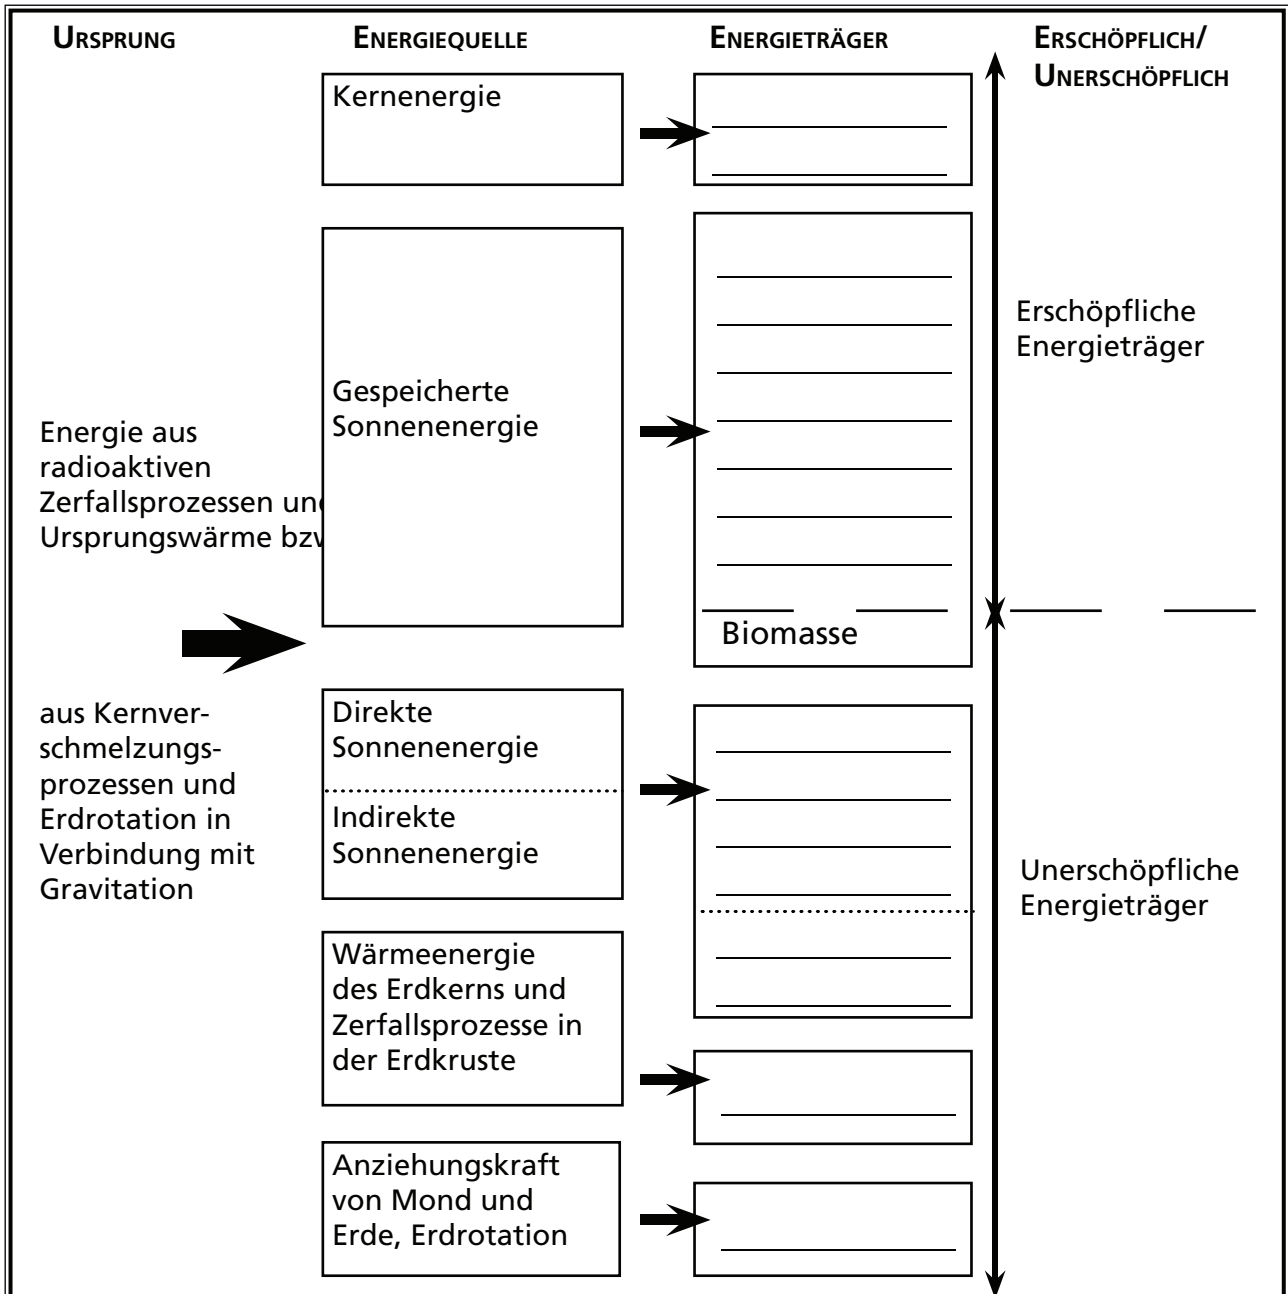 URSPRUNG
ENERGIEQUELLE
ENERGIETRÄGER
ERSCHÖPFLICH/
UNERSCHÖPFLICH
Energie aus
radioaktiven
Zerfallsprozessen und
Ursprungswärme bzw
aus Kernver-
schmelzungs-
prozessen und
Erdrotation in
Verbindung mit
Gravitation
Kernenergie
Gespeicherte
Sonnenenergie
Direkte
Sonnenenergie
Indirekte
Sonnenenergie
Wärmeenergie
des Erdkerns und
Zerfallsprozesse in
der Erdkruste
Anziehungskraft
von Mond und
Erde, Erdrotation
Biomasse
Erschöpfliche
Energieträger
Unerschöpfliche
Energieträger